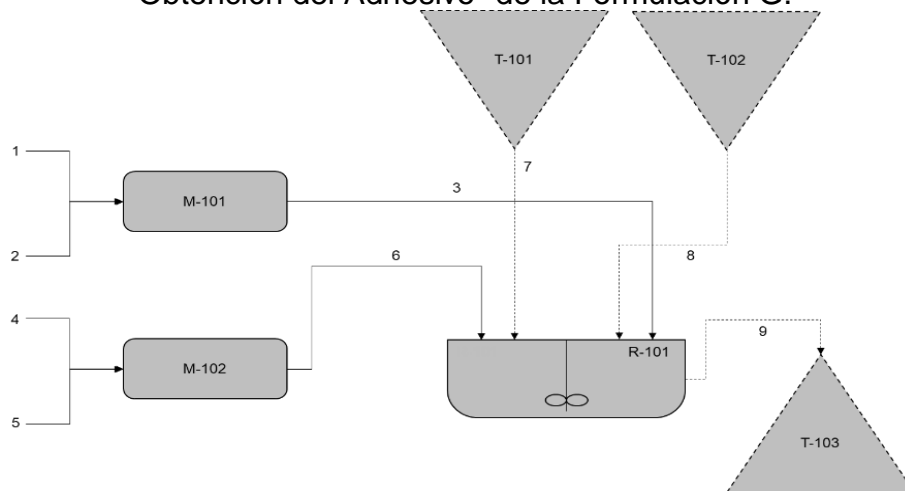 Obtención del Adhesivo de la Formulación G.
T-101
T-102
1
7
3
M-101
2
8
6
4
9
R-101
M-102
5
T-103